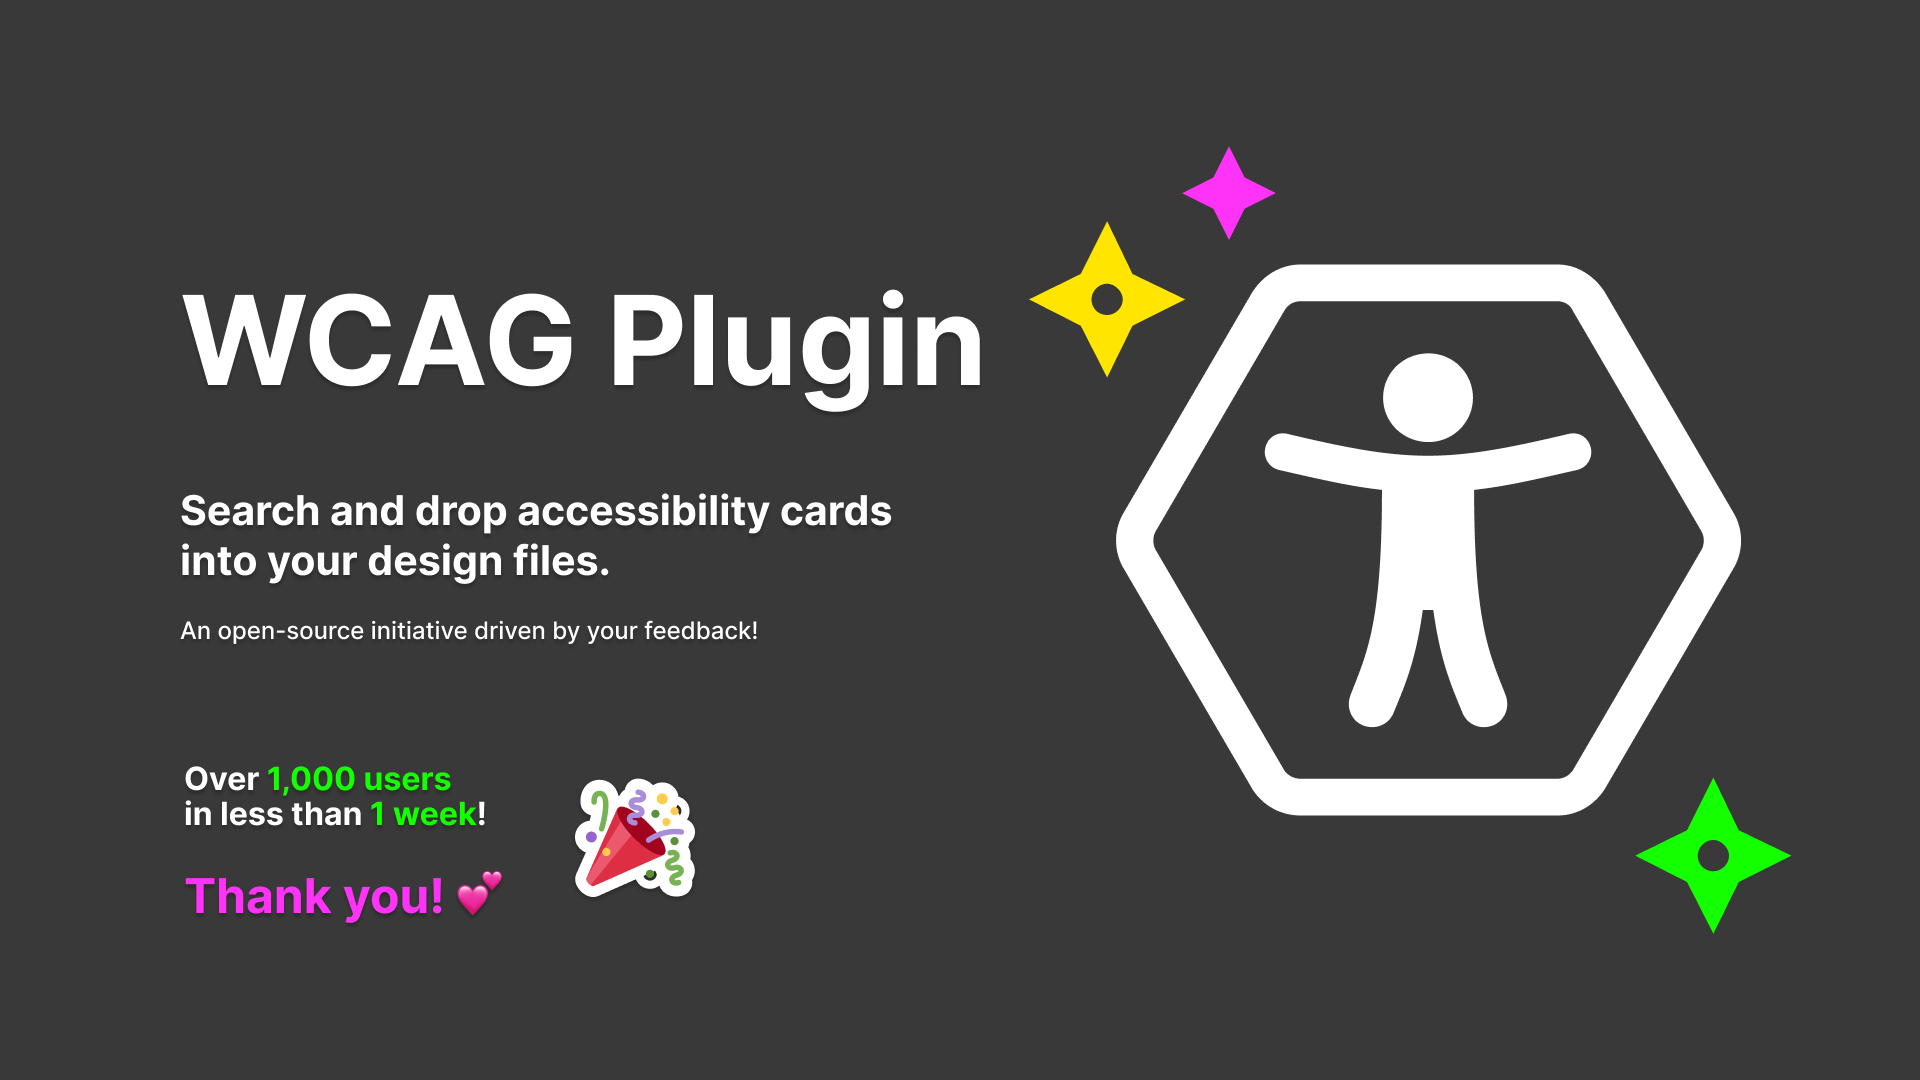 WCAG Plugin
Search and drop accessibility cards
into your design files.
An open-source initiative driven by your feedback!
Over 1,000 users
in less than 1 week!
Thank you! 💕